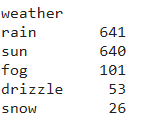 weather
rain 641
sun 640
fog 101
drizzle 53
snow 26